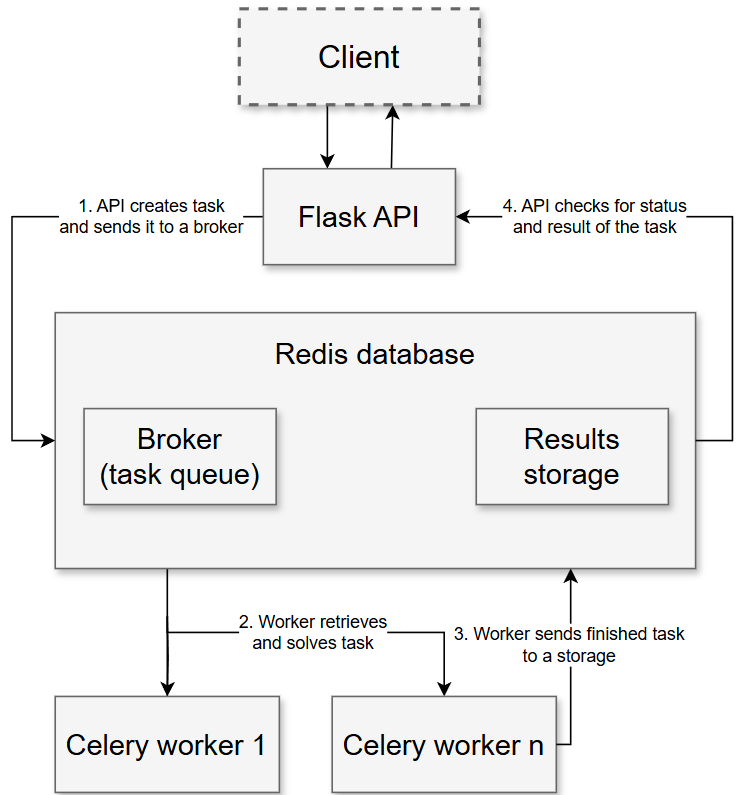 Client
Flask API
1. API creates task
and sends it to a broker
4. API checks for status
and result of the task
Redis database
Broker
(task queue)
Results
storage
2. Worker retrieves
and solves task
3. Worker sends finished task
to a storage
Celery worker 1
Celery worker n